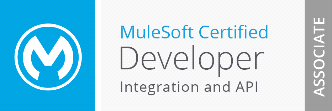 MuleSoft Certified
Developer
Integration and API
ASSOCIATE